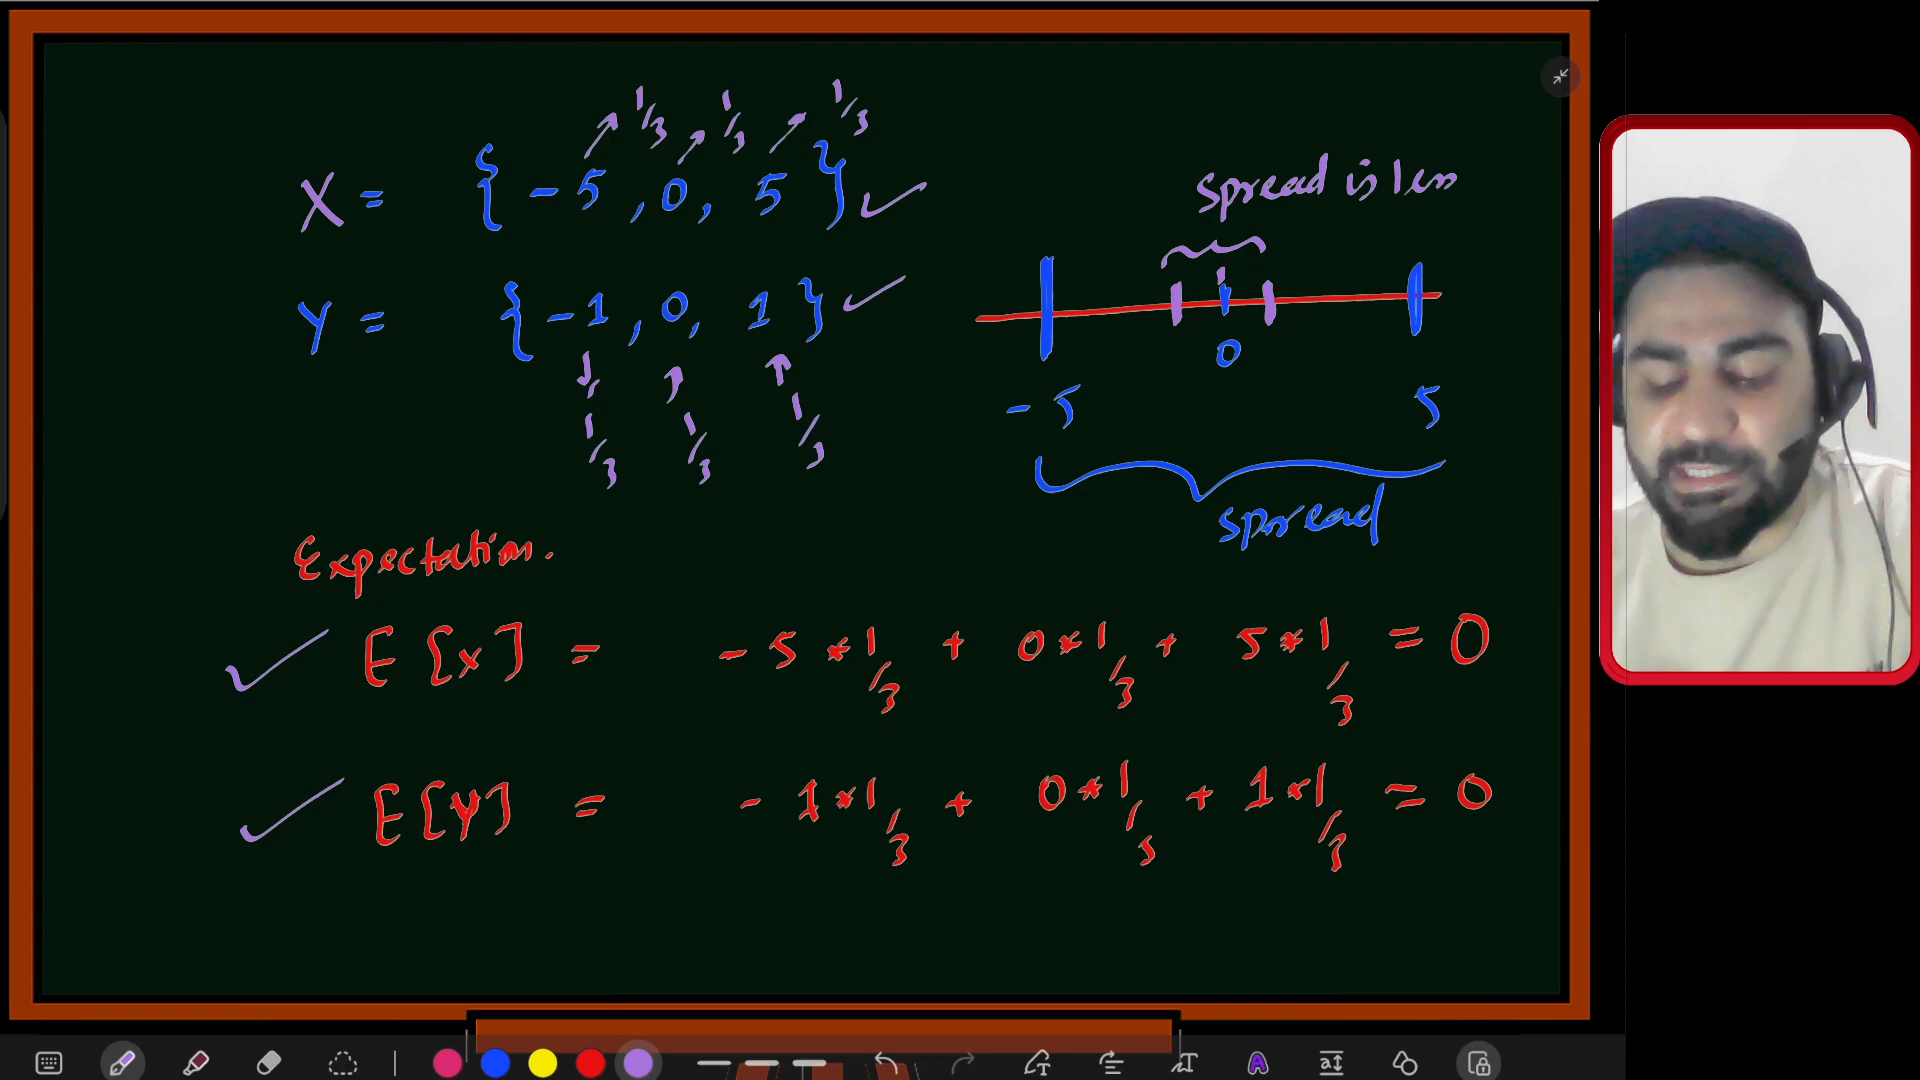 1/3 1/3 1/3
X = { -5 , 0 , 5 }
Spread is less
Y = { -1 , 0, 1 }
0
-5 5
1/3 1/3 1/3
spread
Expectation.
E [x] = -5 * 1/3 + 0 * 1/3 + 5 * 1/3 = 0
E [y] = - 1 * 1/3 + 0 * 1/3 + 1 * 1/3 = 0